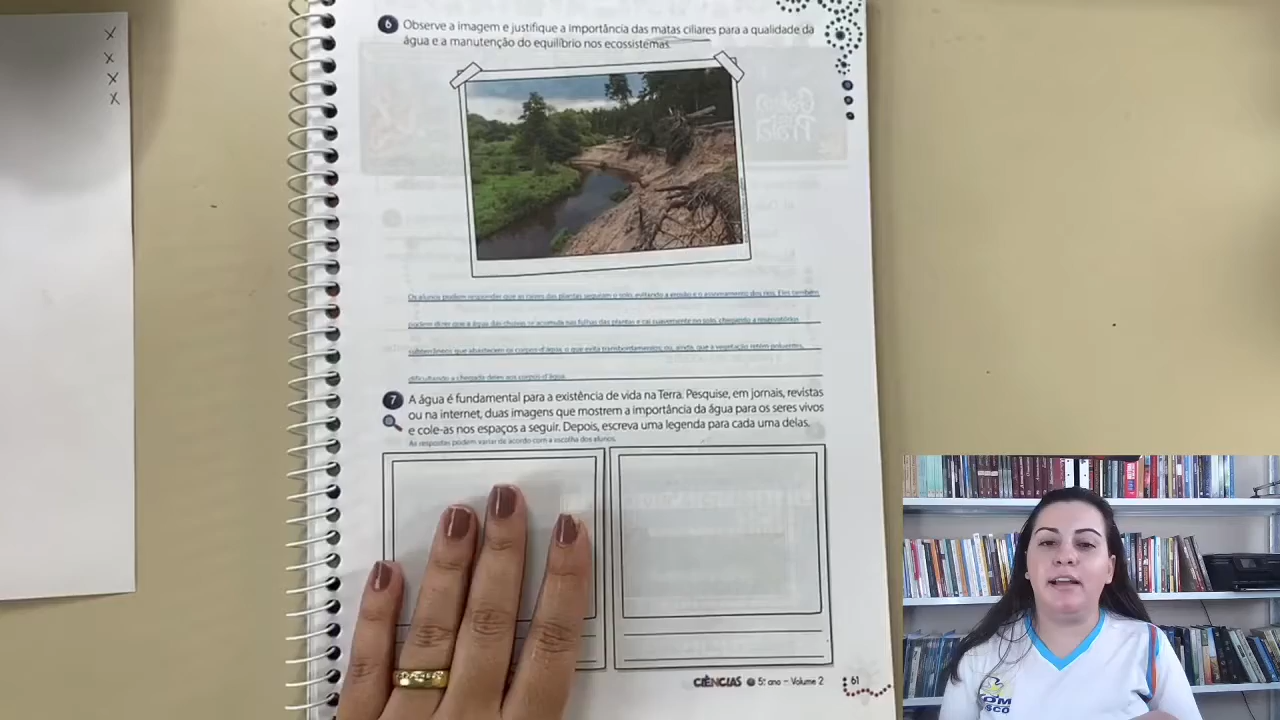 6 Observe a imagem e justifique a importância das matas ciliares para a qualidade da
água e a manutenção do equilíbrio nos ecossistemas.
Os alunos podem responder que as raízes das plantas seguram o solo, evitando a erosão e o assoreamento dos rios. Eles também
podem dizer que a água das chuvas se acumula nas folhas das plantas e cai suavemente no solo, chegando a reservatórios
subterrâneos que abastecem os corpos-d'água, o que evita transbordamentos; ou, ainda, que a vegetação retém poluentes,
dificultando a chegada deles aos corpos-d'água.
7 A água é fundamental para a existência de vida na Terra. Pesquise, em jornais, revistas
ou na internet, duas imagens que mostrem a importância da água para os seres vivos
e cole-as nos espaços a seguir. Depois, escreva uma legenda para cada uma delas.
As respostas podem variar de acordo com a escolha dos alunos.
CIÊNCIAS 5º. ano – Volume 2 61